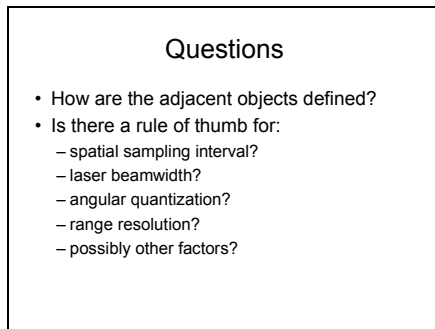 Questions
• How are the adjacent objects defined?
• Is there a rule of thumb for:
– spatial sampling interval?
– laser beamwidth?
– angular quantization?
– range resolution?
– possibly other factors?